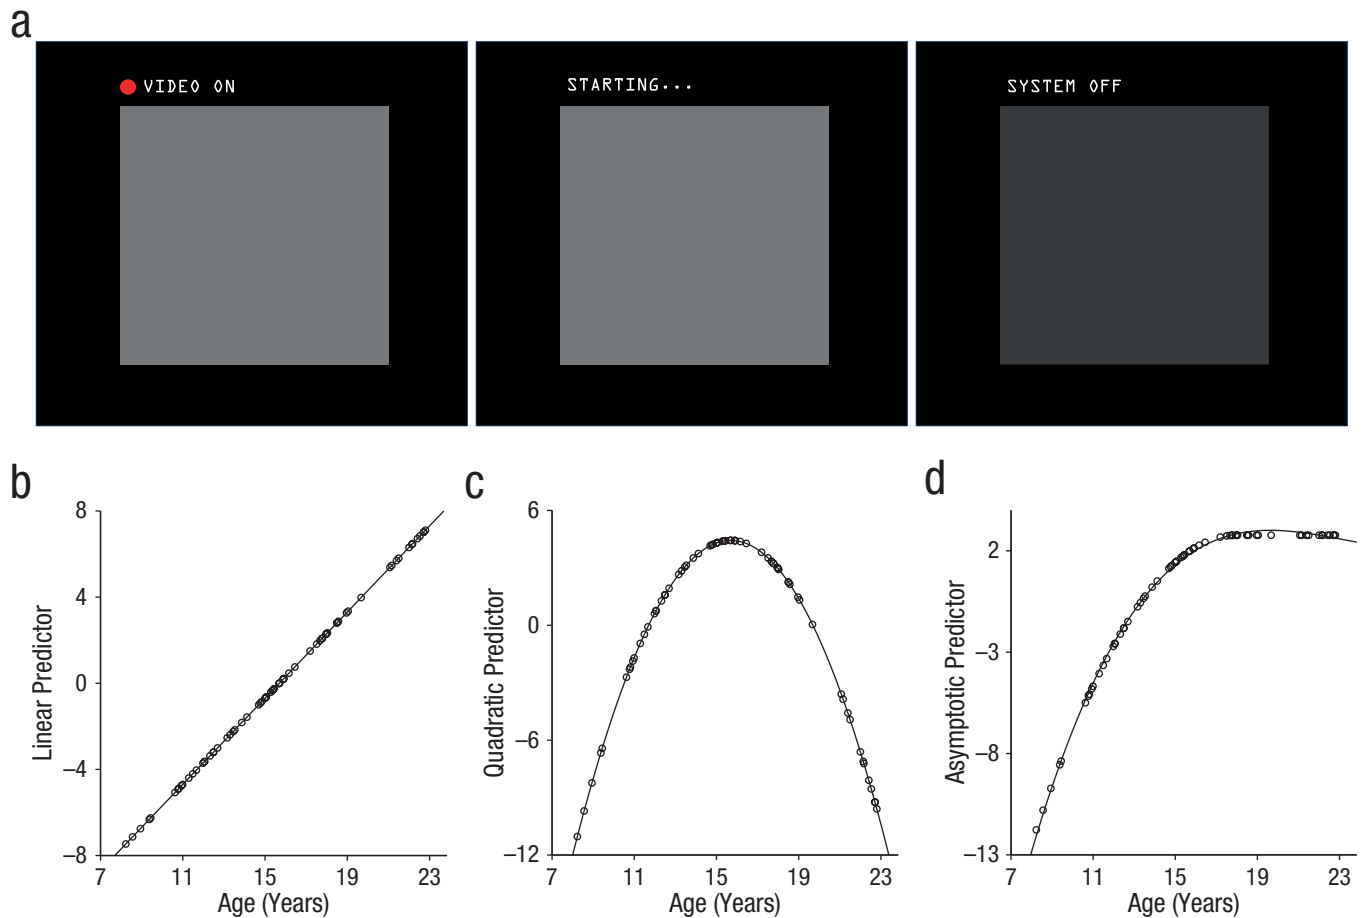 a
VIDEO ON
STARTING...
SYSTEM OFF
b
8
4
0
–4
–8
Linear Predictor
7 11 15 19 23
Age (Years)
c
6
0
–6
–12
Quadratic Predictor
7 11 15 19 23
Age (Years)
d
2
–3
–8
–13
Asymptotic Predictor
7 11 15 19 23
Age (Years)